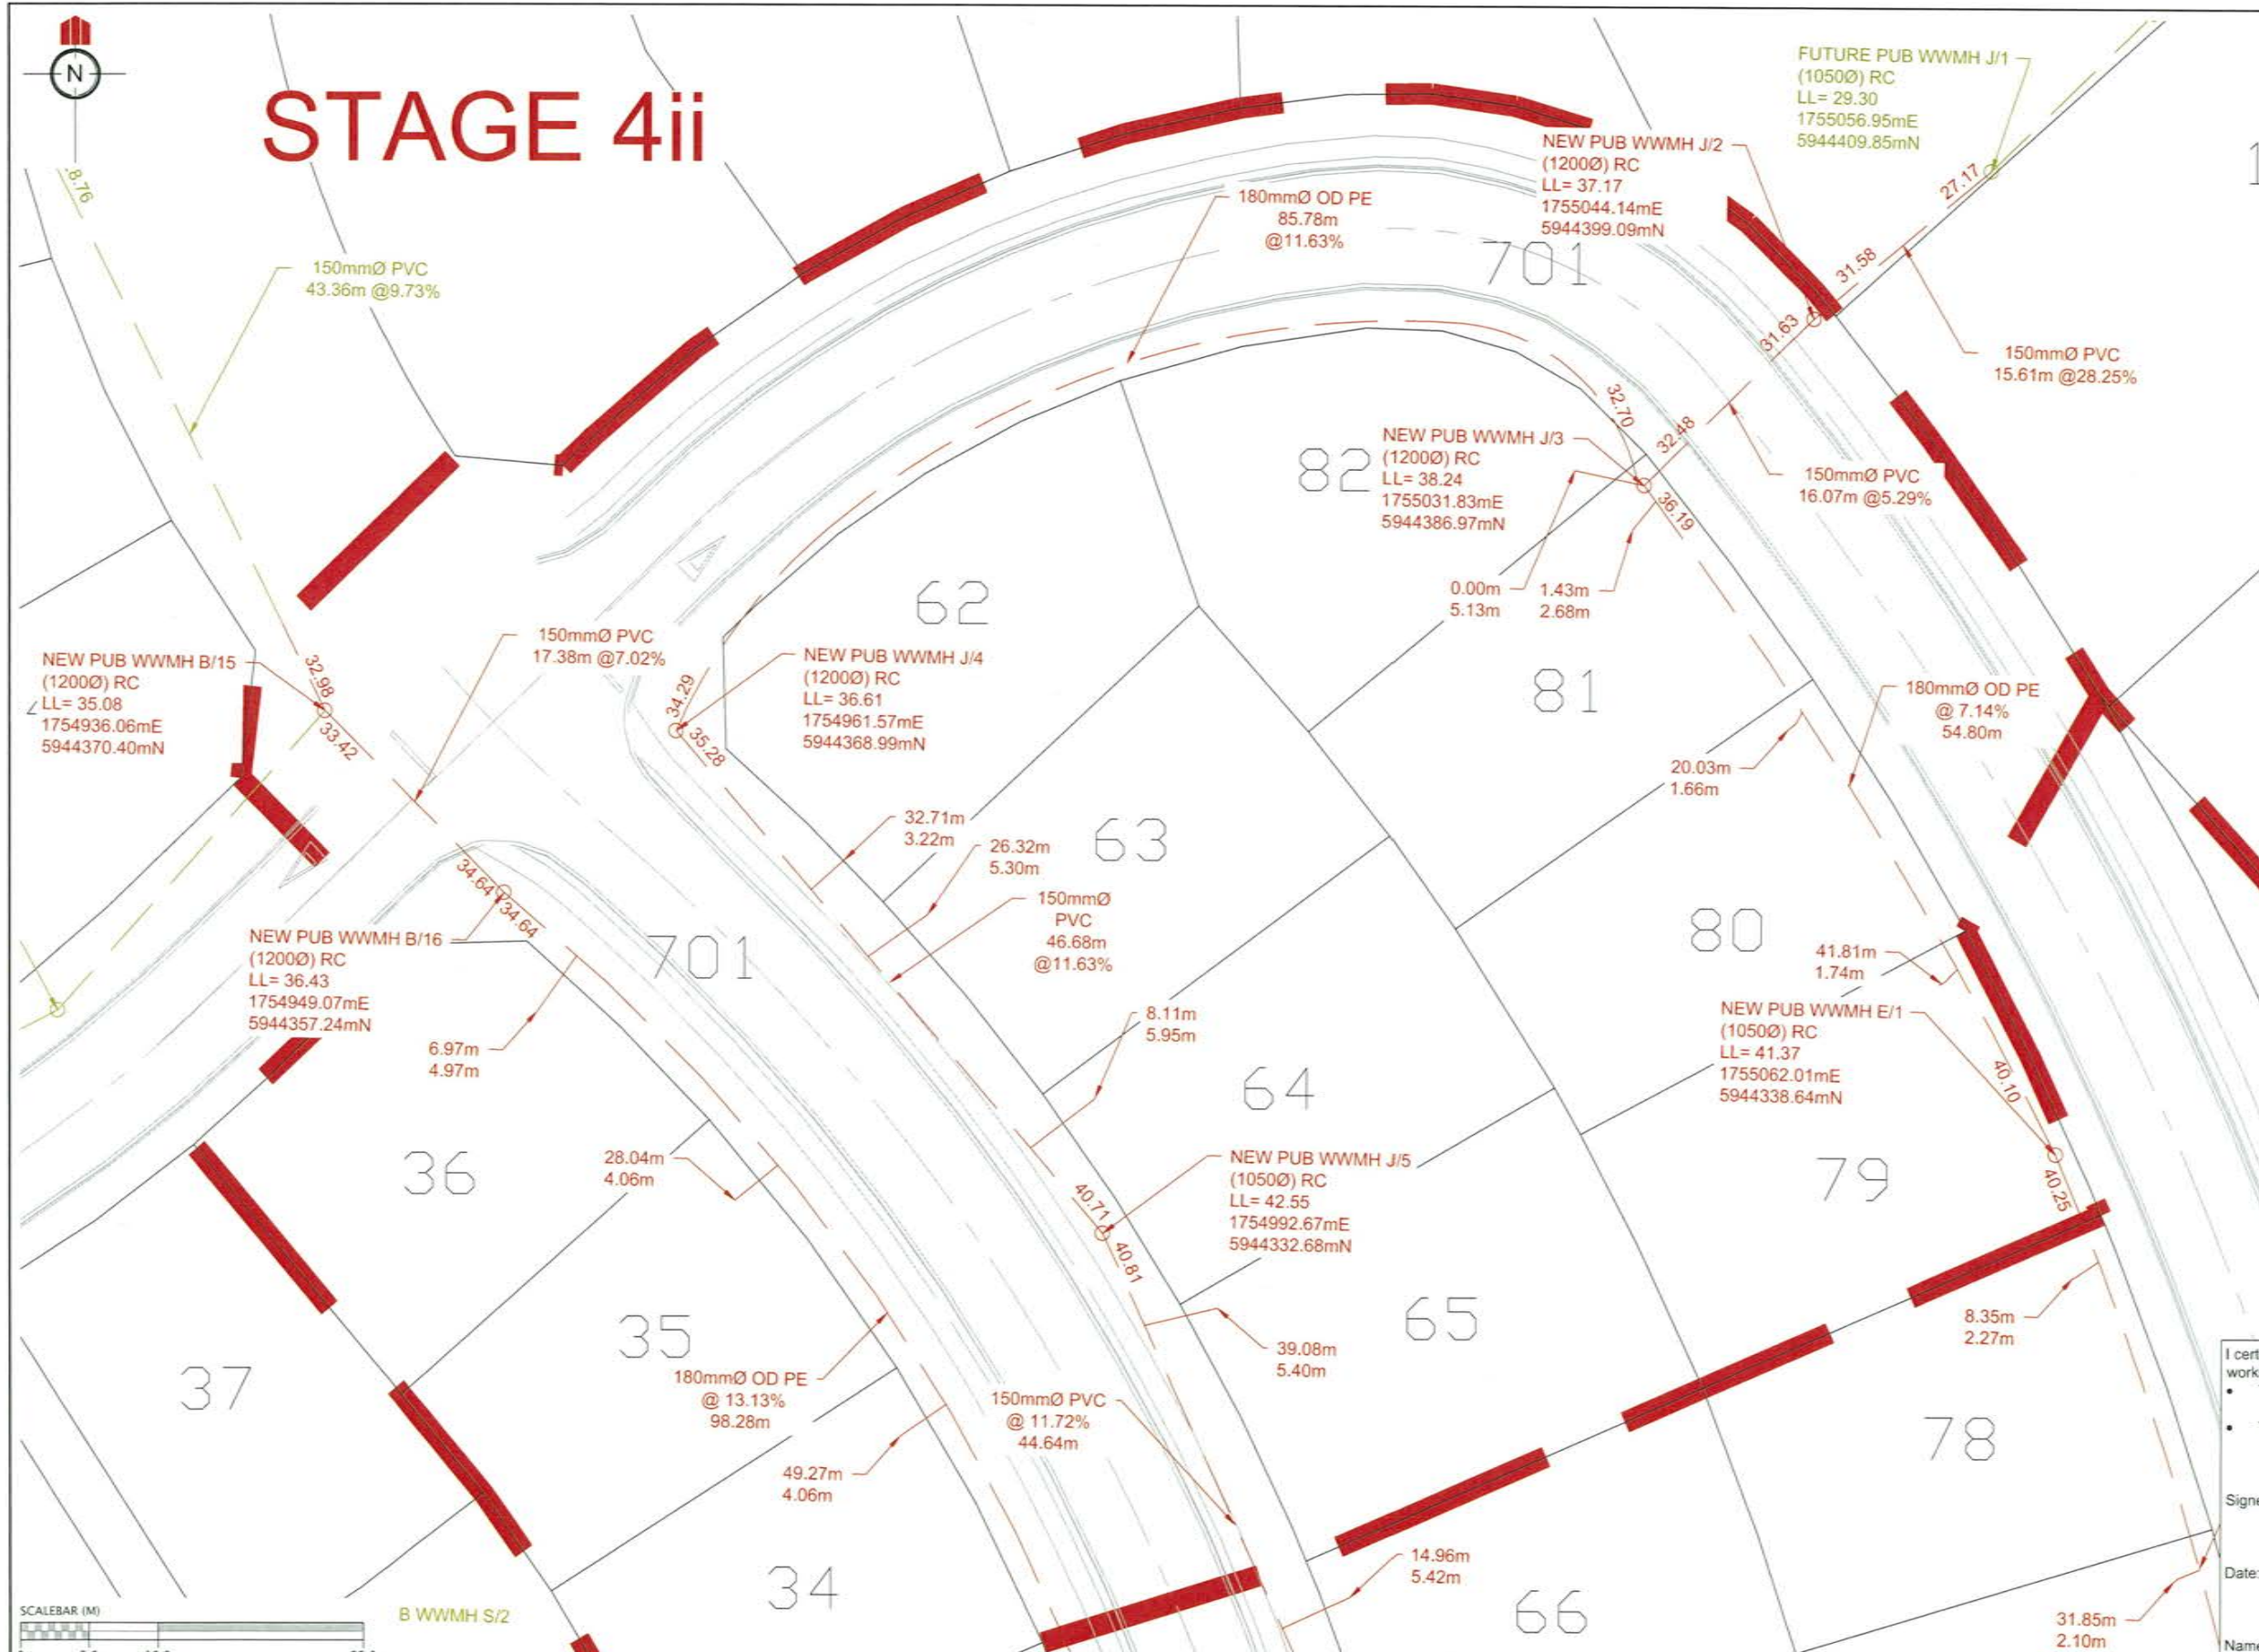 N
STAGE 4ii
FUTURE PUB WWMH J/1
(1050Ø) RC
LL= 29.30
1755056.95mE
5944409.85mN
NEW PUB WWMH J/2
(1200Ø) RC
LL= 37.17
1755044.14mE
5944399.09mN
180mmØ OD PE
85.78m
@11.63%
8.76
27.17
31.58
31.63
701
150mmØ PVC
43.36m @9.73%
150mmØ PVC
15.61m @28.25%
32.70
32.48
NEW PUB WWMH J/3
(1200Ø) RC
LL= 38.24
1755031.83mE
5944386.97mN
82
150mmØ PVC
16.07m @5.29%
36.19
0.00m
5.13m
1.43m
2.68m
62
81
150mmØ PVC
17.38m @7.02%
NEW PUB WWMH B/15
(1200Ø) RC
LL= 35.08
1754936.06mE
5944370.40mN
32.98
33.42
NEW PUB WWMH J/4
(1200Ø) RC
LL= 36.61
1754961.57mE
5944368.99mN
34.29
35.28
180mmØ OD PE
@ 7.14%
54.80m
20.03m
1.66m
32.71m
3.22m
26.32m
5.30m
63
150mmØ
PVC
46.68m
@11.63%
34.64
34.64
NEW PUB WWMH B/16
(1200Ø) RC
LL= 36.43
1754949.07mE
5944357.24mN
701
80
41.81m
1.74m
NEW PUB WWMH E/1
(1050Ø) RC
LL= 41.37
1755062.01mE
5944338.64mN
8.11m
5.95m
6.97m
4.97m
64
40.10
40.25
36
28.04m
4.06m
NEW PUB WWMH J/5
(1050Ø) RC
LL= 42.55
1754992.67mE
5944332.68mN
40.71
40.81
79
35
65
39.08m
5.40m
8.35m
2.27m
37
180mmØ OD PE
@ 13.13%
98.28m
150mmØ PVC
@ 11.72%
44.64m
78
49.27m
4.06m
34
14.96m
5.42m
66
31.85m
2.10m
I cert
work
Signe
Date:
Name
SCALEBAR (M)
B WWMH S/2